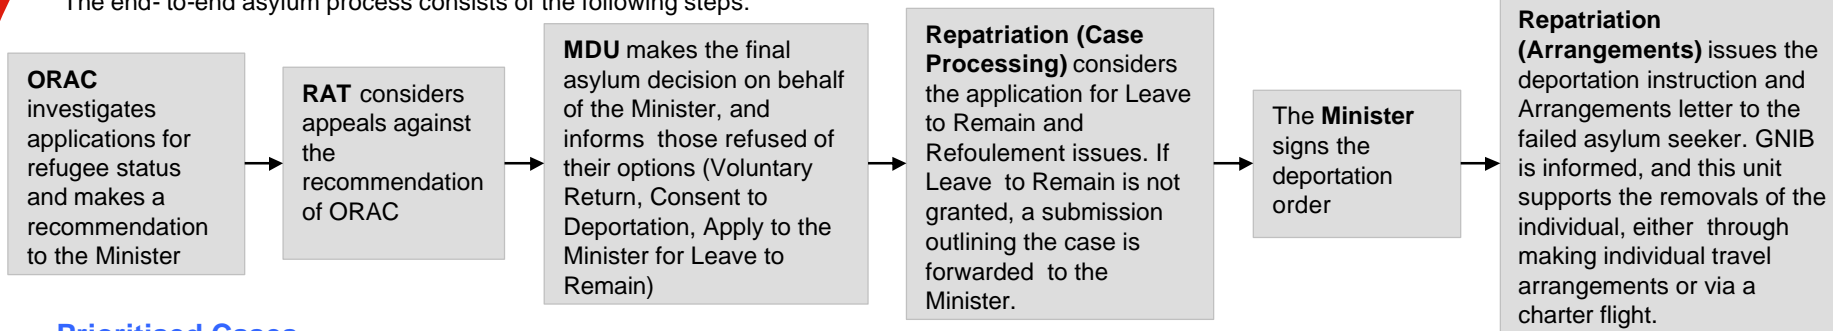 The end- to-end asylum process consists of the following steps:
ORAC
investigates
applications for
refugee status
and makes a
recommendation
to the Minister
RAT considers
appeals against
the
recommendation
of ORAC
MDU makes the final
asylum decision on behalf
of the Minister, and
informs those refused of
their options (Voluntary
Return, Consent to
Deportation, Apply to the
Minister for Leave to
Remain)
Repatriation (Case
Processing) considers
the application for Leave
to Remain and
Refoulement issues. If
Leave to Remain is not
granted, a submission
outlining the case is
forwarded to the
Minister.
The Minister
signs the
deportation
order
Repatriation
(Arrangements) issues the
deportation instruction and
Arrangements letter to the
failed asylum seeker. GNIB
is informed, and this unit
supports the removals of the
individual, either through
making individual travel
arrangements or via a
charter flight.
Prioritised Cases